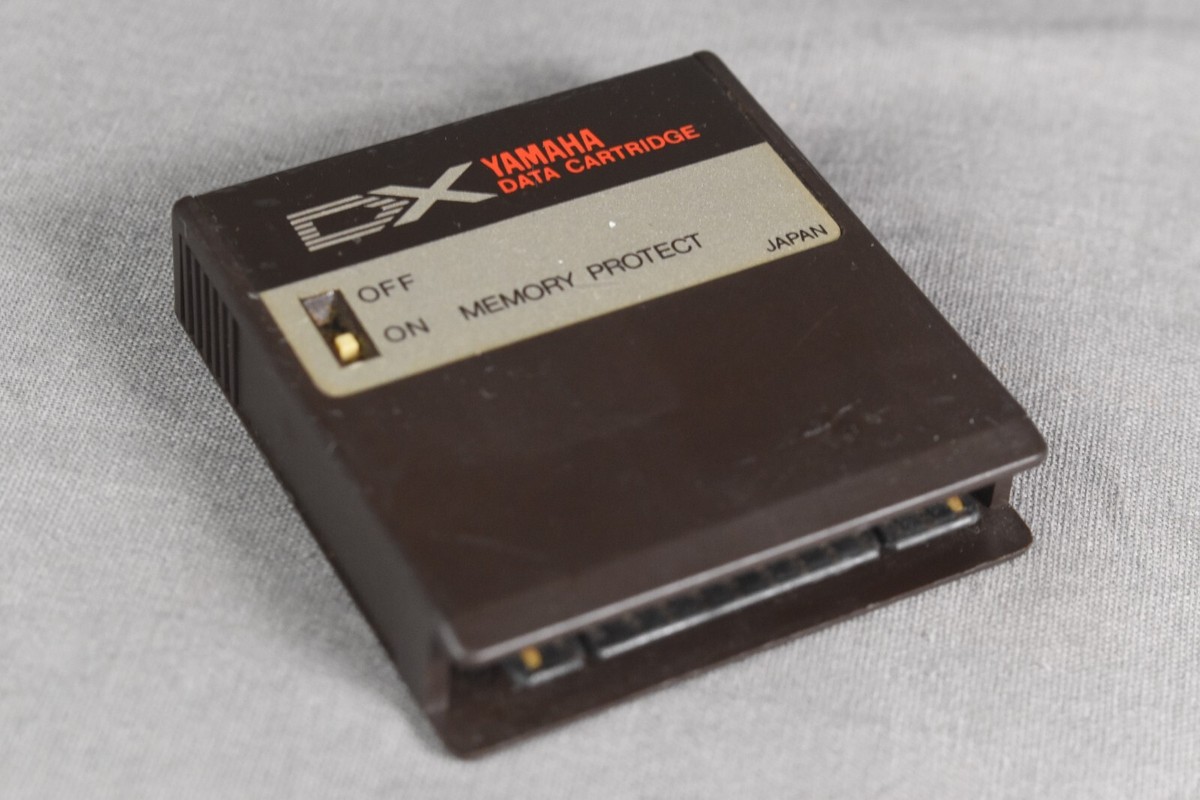 DX YAMAHA
DATA CARTRIDGE
OFF
ON MEMORY PROTECT
JAPAN